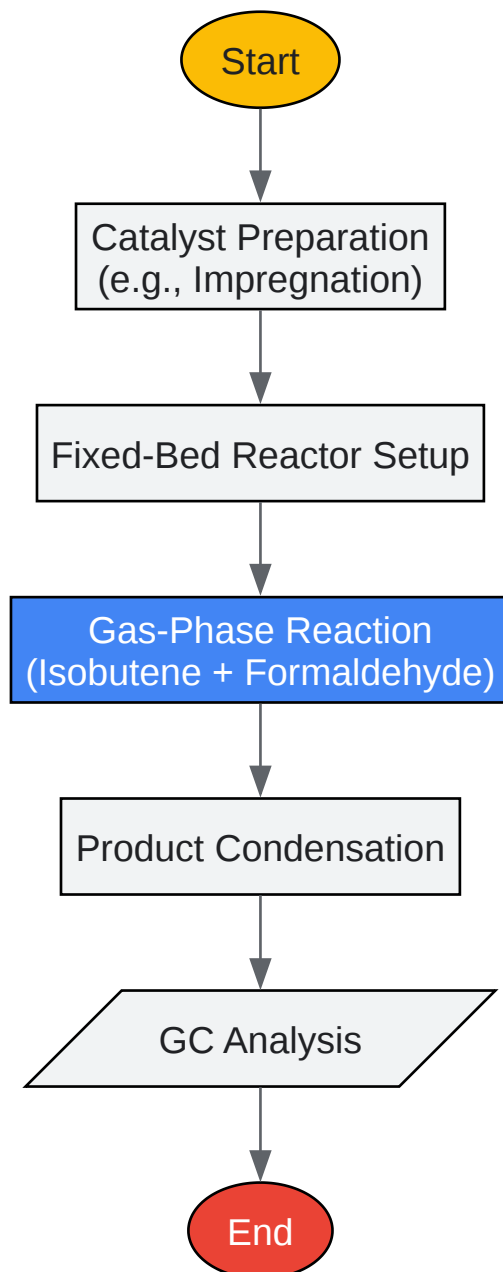 Start
Catalyst Preparation
(e.g., Impregnation)
Fixed-Bed Reactor Setup
Gas-Phase Reaction
(Isobutene + Formaldehyde)
Product Condensation
GC Analysis
End